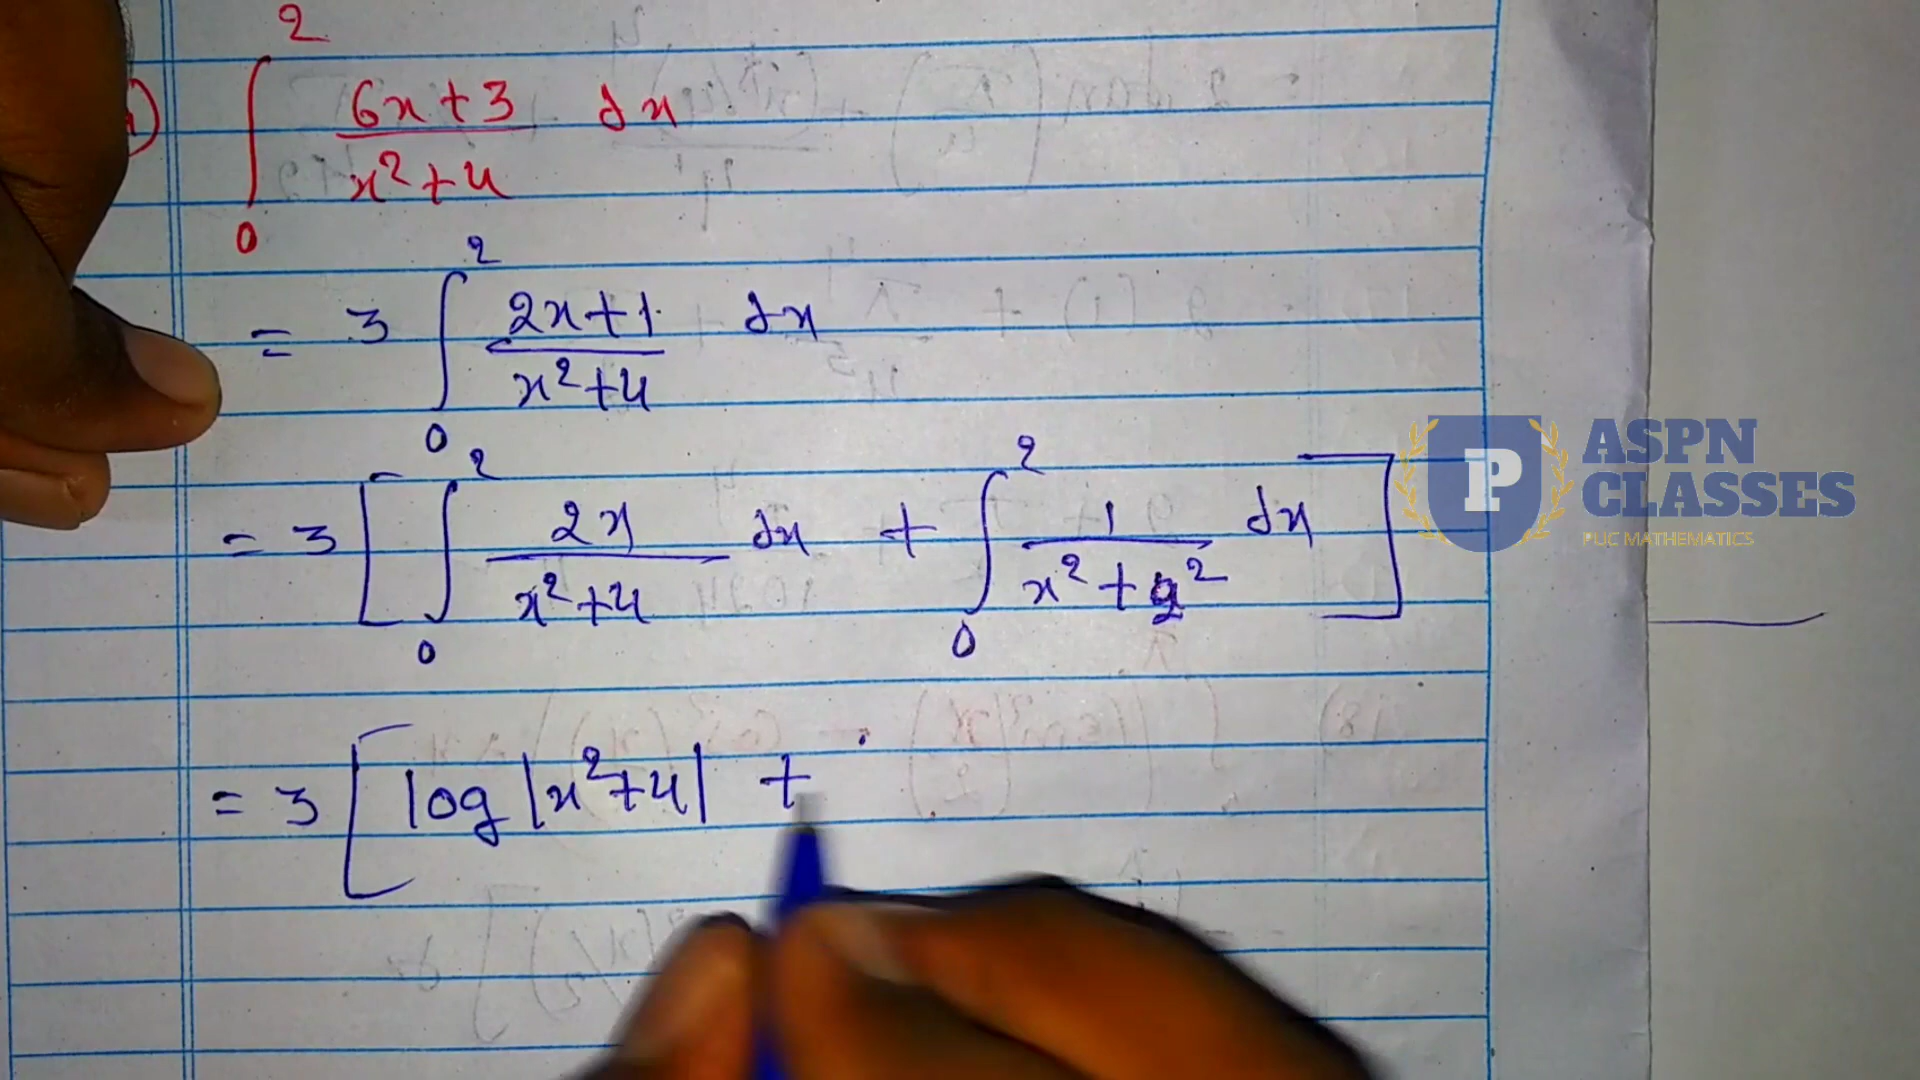 ∫₀² (6x+3)/(x²+4) dx
= 3 ∫₀² (2x+1)/(x²+4) dx
= 3 [ ∫₀² 2x/(x²+4) dx + ∫₀² 1/(x²+2²) dx ]
= 3 [ log |x²+4| +
P
ASPN
CLASSES
PUC MATHEMATICS